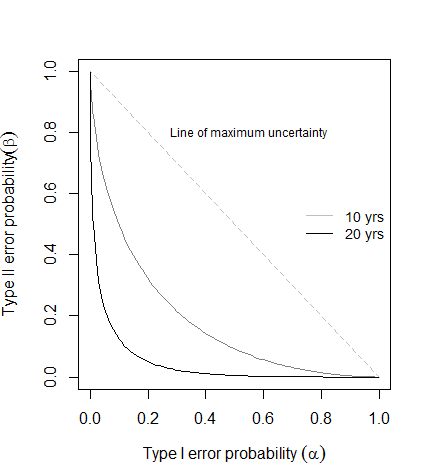 1.0
0.8
0.6
0.4
0.2
0.0
Type II error probability(β)
Line of maximum uncertainty
10 yrs
20 yrs
0.0 0.2 0.4 0.6 0.8 1.0
Type I error probability (α)